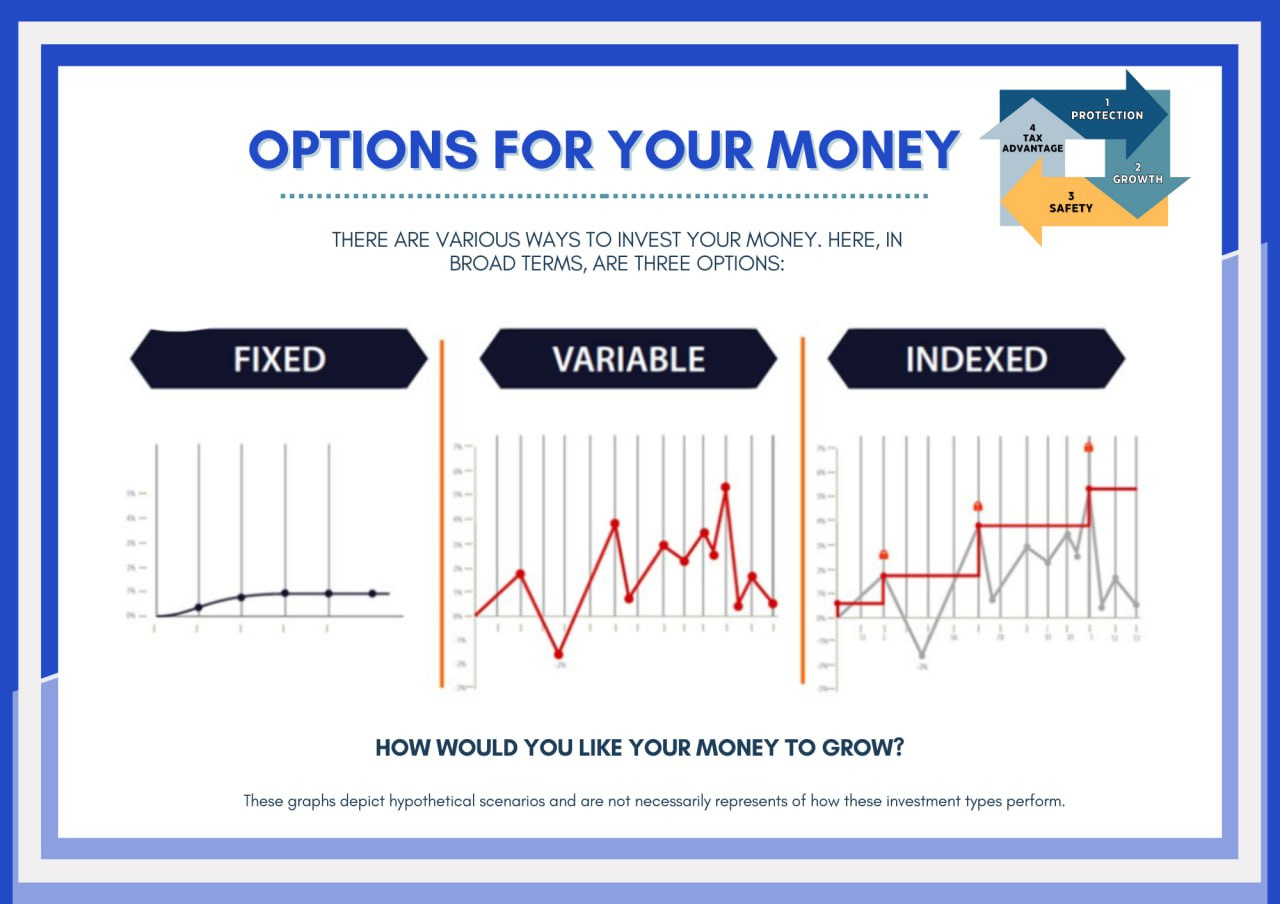 OPTIONS FOR YOUR MONEY
1
PROTECTION
2
GROWTH
3
SAFETY
4
TAX
ADVANTAGE
THERE ARE VARIOUS WAYS TO INVEST YOUR MONEY. HERE, IN
BROAD TERMS, ARE THREE OPTIONS:
FIXED
VARIABLE
INDEXED
HOW WOULD YOU LIKE YOUR MONEY TO GROW?
These graphs depict hypothetical scenarios and are not necessarily represents of how these investment types perform.